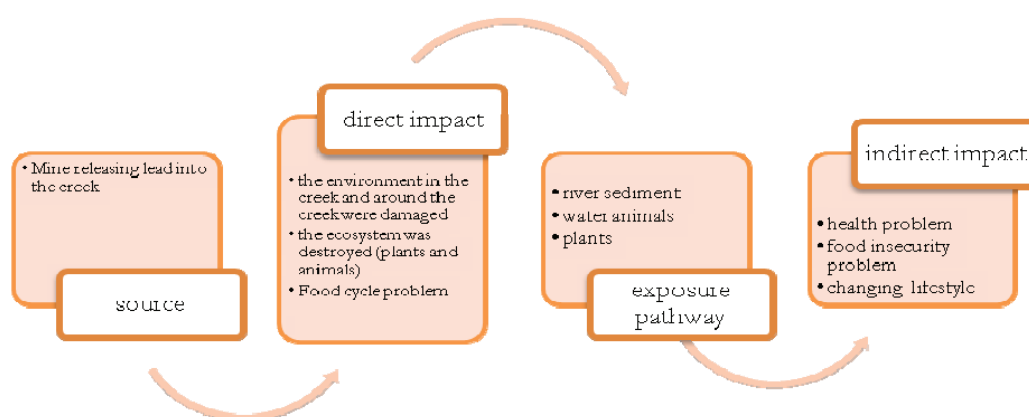 • Mine releasing lead into
the creek
source
direct impact
• the environment in the
creek and around the
creek were damaged
• the ecosystem was
destroyed (plants and
animals)
• Food cycle problem
• river sediment
• water animals
• plants
exposure
pathway
indirect impact
• health problem
• food insecurity
problem
• changing lifestyle